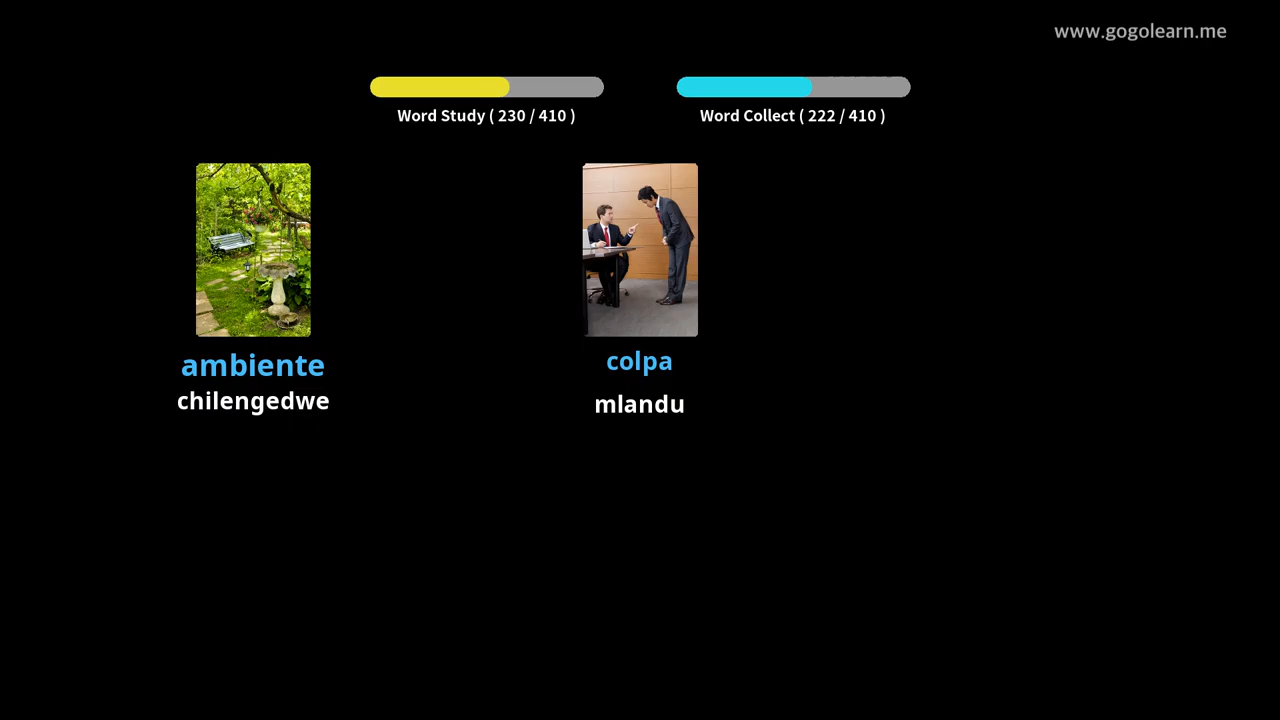 www.gogolearn.me
Word Study ( 230 / 410 )
Word Collect ( 222 / 410 )
ambiente
chilengedwe
colpa
mlandu